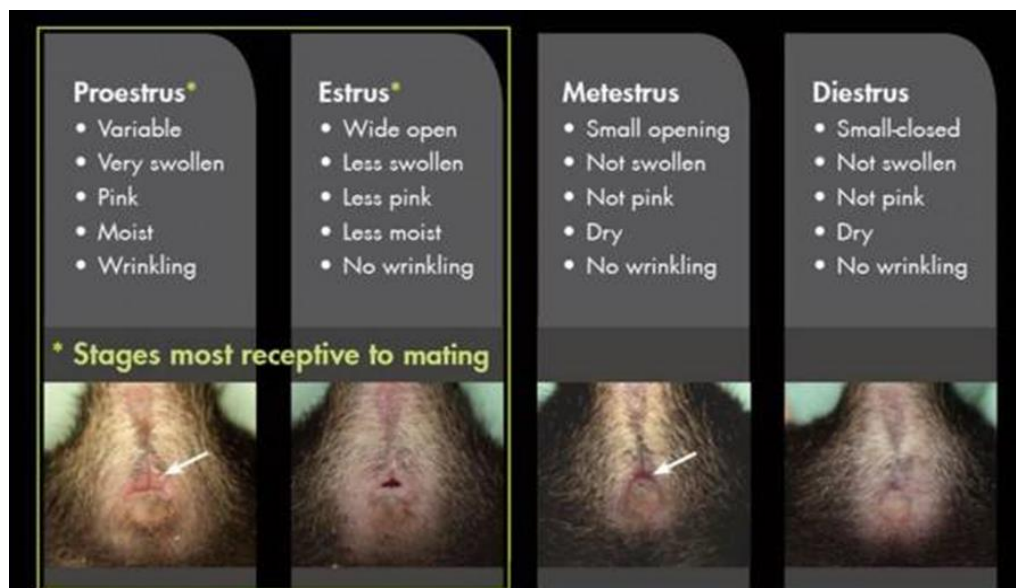 Proestrus*
• Variable
• Very swollen
• Pink
• Moist
• Wrinkling
Estrus*
• Wide open
• Less swollen
• Less pink
• Less moist
• No wrinkling
Metestrus
• Small opening
• Not swollen
• Not pink
• Dry
• No wrinkling
Diestrus
• Small-closed
• Not swollen
• Not pink
• Dry
• No wrinkling
* Stages most receptive to mating